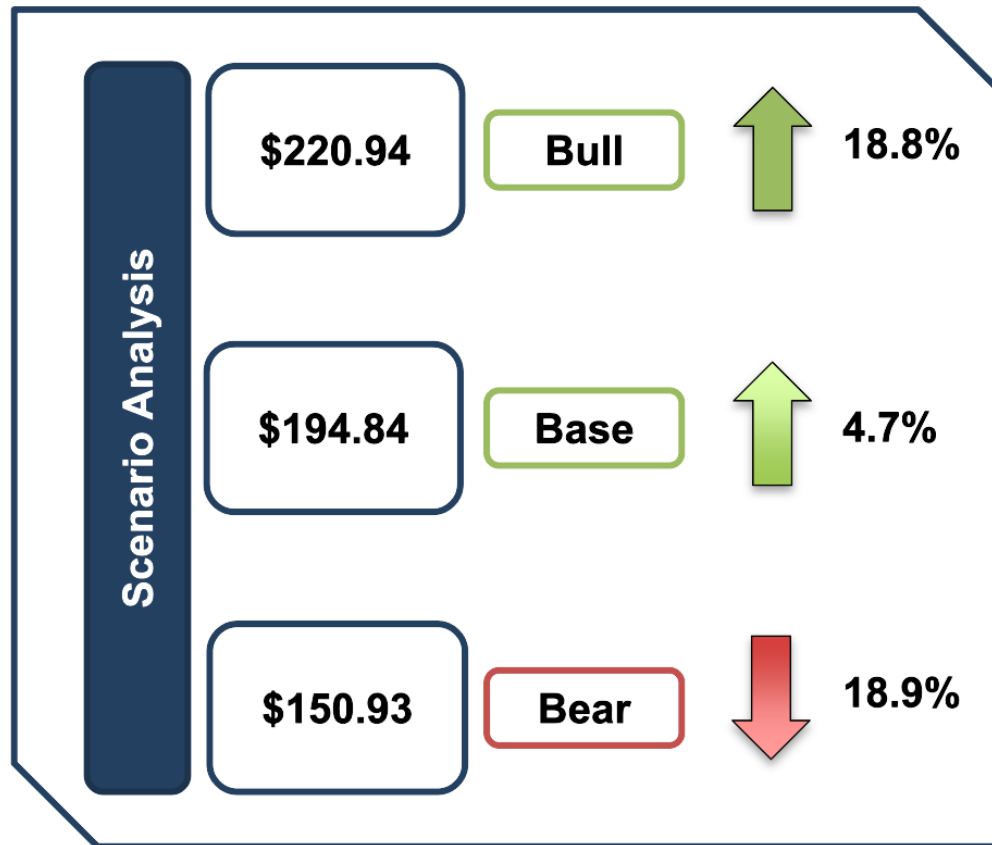 Scenario Analysis
$220.94 Bull 18.8%
$194.84 Base 4.7%
$150.93 Bear 18.9%